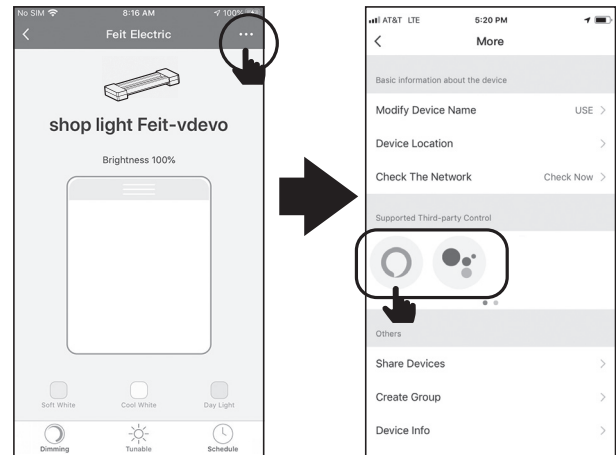 No SIM 8:16 AM 100%
Feit Electric
shop light Feit-vdevo
Brightness 100%
Soft White Cool White Day Light
Dimming Tunable Schedule
AT&T LTE 5:20 PM
More
Basic information about the device
Modify Device Name USE
Device Location
Check The Network Check Now
Supported Third-party Control
Others
Share Devices
Create Group
Device Info